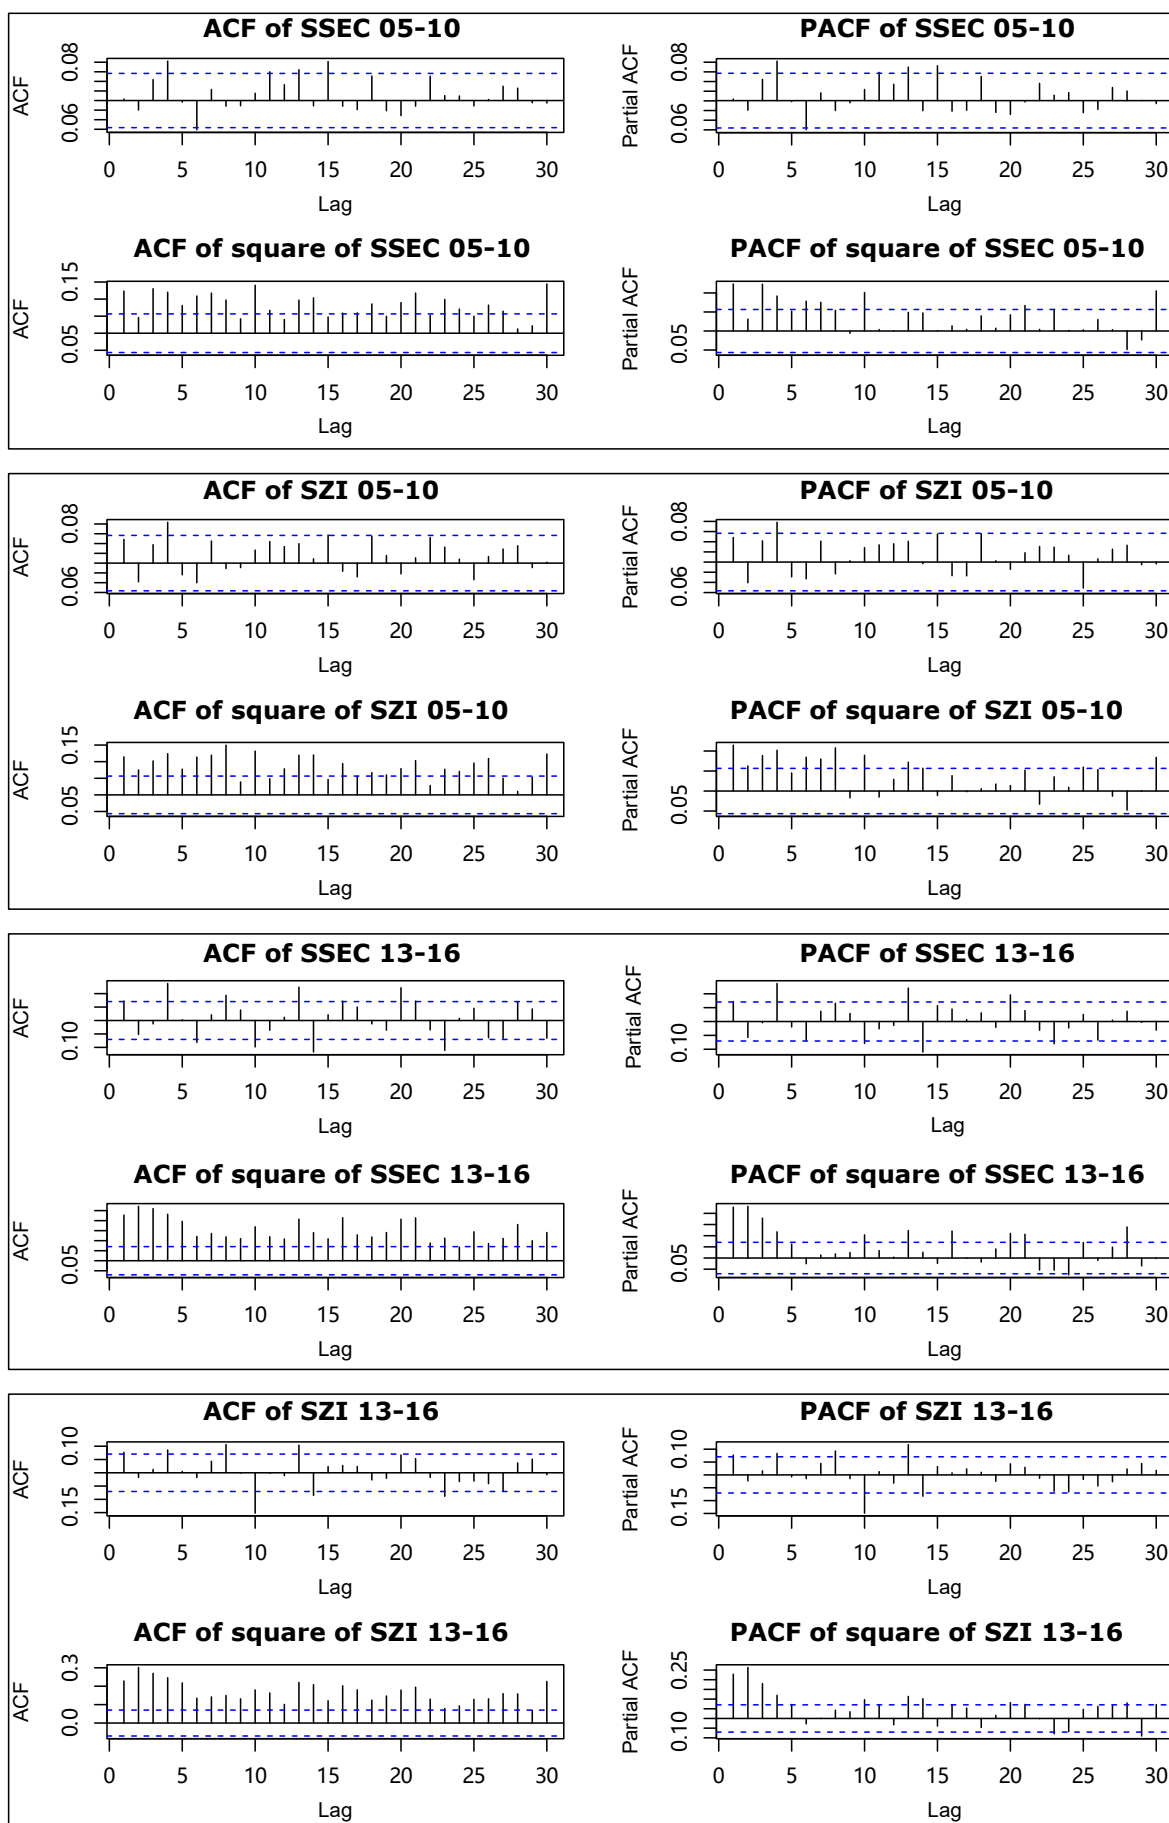 ACF of SSEC 05-10
PACF of SSEC 05-10
ACF
0.06 0.08
Partial ACF
0.06 0.08
0 5 10 15 20 25 30
0 5 10 15 20 25 30
Lag
Lag
ACF of square of SSEC 05-10
PACF of square of SSEC 05-10
ACF
0.05 0.15
Partial ACF
0.05
0 5 10 15 20 25 30
0 5 10 15 20 25 30
Lag
Lag
ACF of SZI 05-10
PACF of SZI 05-10
ACF
0.06 0.08
Partial ACF
0.06 0.08
0 5 10 15 20 25 30
0 5 10 15 20 25 30
Lag
Lag
ACF of square of SZI 05-10
PACF of square of SZI 05-10
ACF
0.05 0.15
Partial ACF
0.05
0 5 10 15 20 25 30
0 5 10 15 20 25 30
Lag
Lag
ACF of SSEC 13-16
PACF of SSEC 13-16
ACF
0.10
Partial ACF
0.10
0 5 10 15 20 25 30
0 5 10 15 20 25 30
Lag
Lag
ACF of square of SSEC 13-16
PACF of square of SSEC 13-16
ACF
0.05
Partial ACF
0.05
0 5 10 15 20 25 30
0 5 10 15 20 25 30
Lag
Lag
ACF of SZI 13-16
PACF of SZI 13-16
ACF
0.15 0.10
Partial ACF
0.15 0.10
0 5 10 15 20 25 30
0 5 10 15 20 25 30
Lag
Lag
ACF of square of SZI 13-16
PACF of square of SZI 13-16
ACF
0.0 0.3
Partial ACF
0.10 0.25
0 5 10 15 20 25 30
0 5 10 15 20 25 30
Lag
Lag